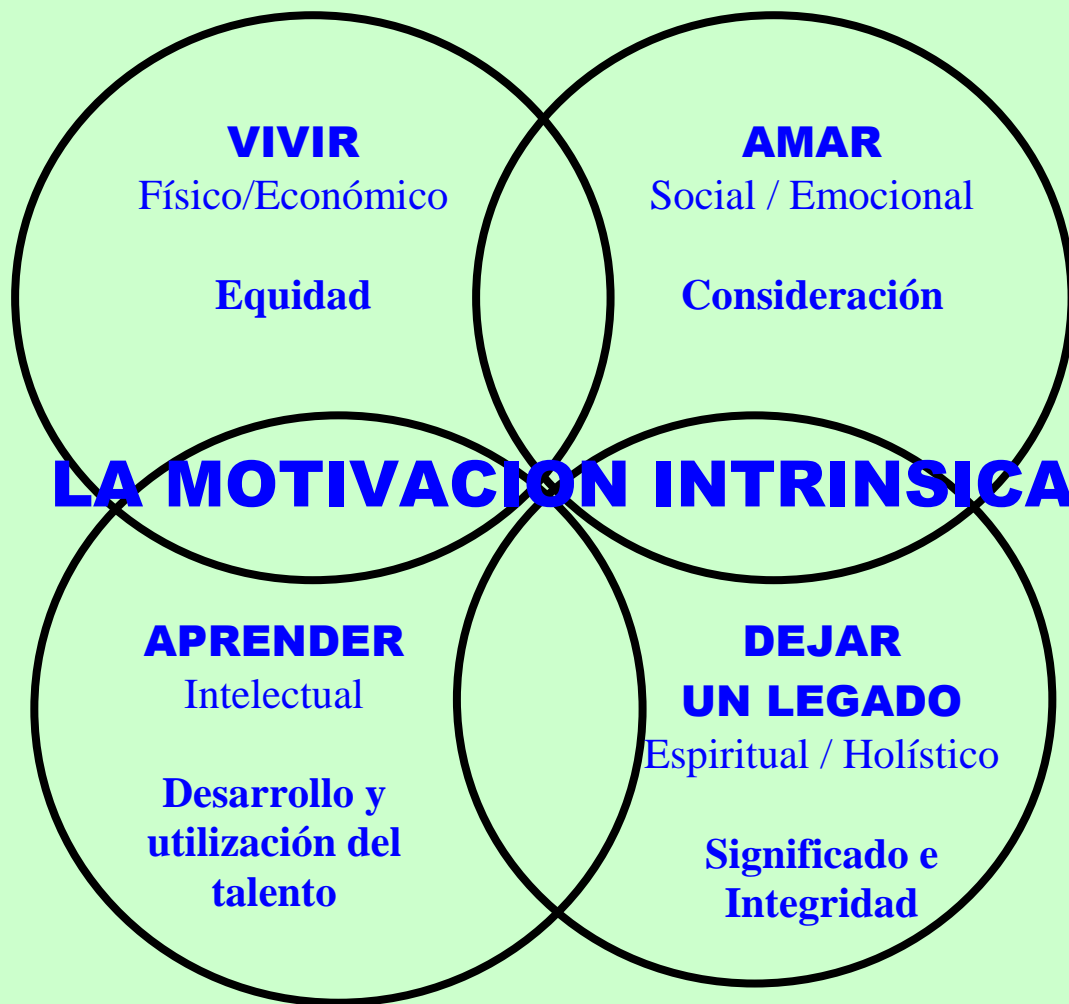 VIVIR
Físico/Económico
Equidad
AMAR
Social / Emocional
Consideración
LA MOTIVACION INTRINSICA
APRENDER
Intelectual
Desarrollo y
utilización del
talento
DEJAR
UN LEGADO
Espiritual / Holístico
Significado e
Integridad